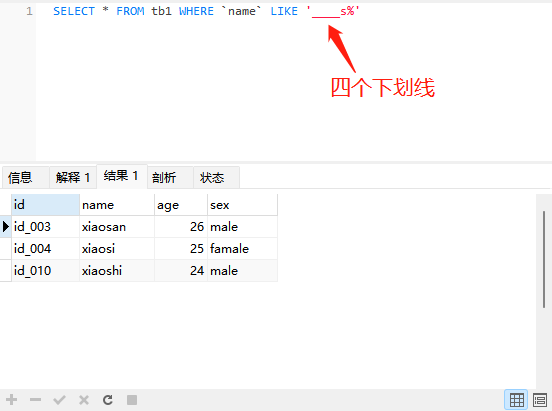 1 SELECT * FROM tb1 WHERE `name` LIKE '____s%'
四个下划线
信息 解释 1 结果 1 剖析 状态
id name age sex
id_003 xiaosan 26 male
id_004 xiaosi 25 famale
id_010 xiaoshi 24 male